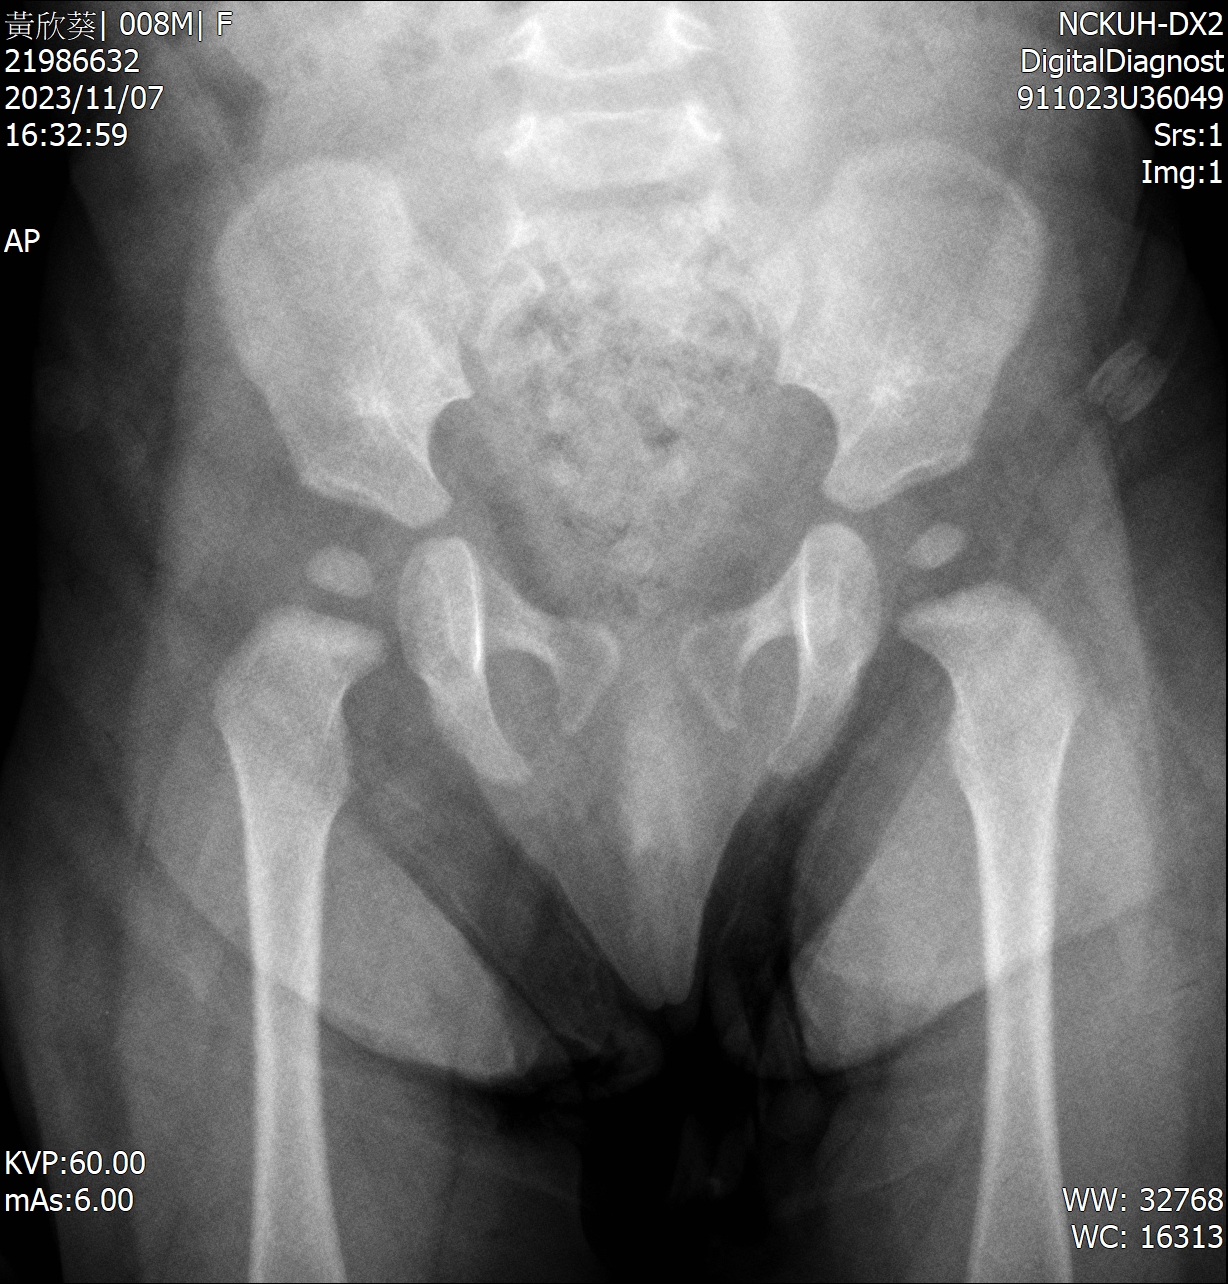 黃欣葵| 008M| F
21986632
2023/11/07
16:32:59
AP
NCKUH-DX2
DigitalDiagnost
911023U36049
Srs:1
Img:1
KVP:60.00
mAs:6.00
WW: 32768
WC: 16313